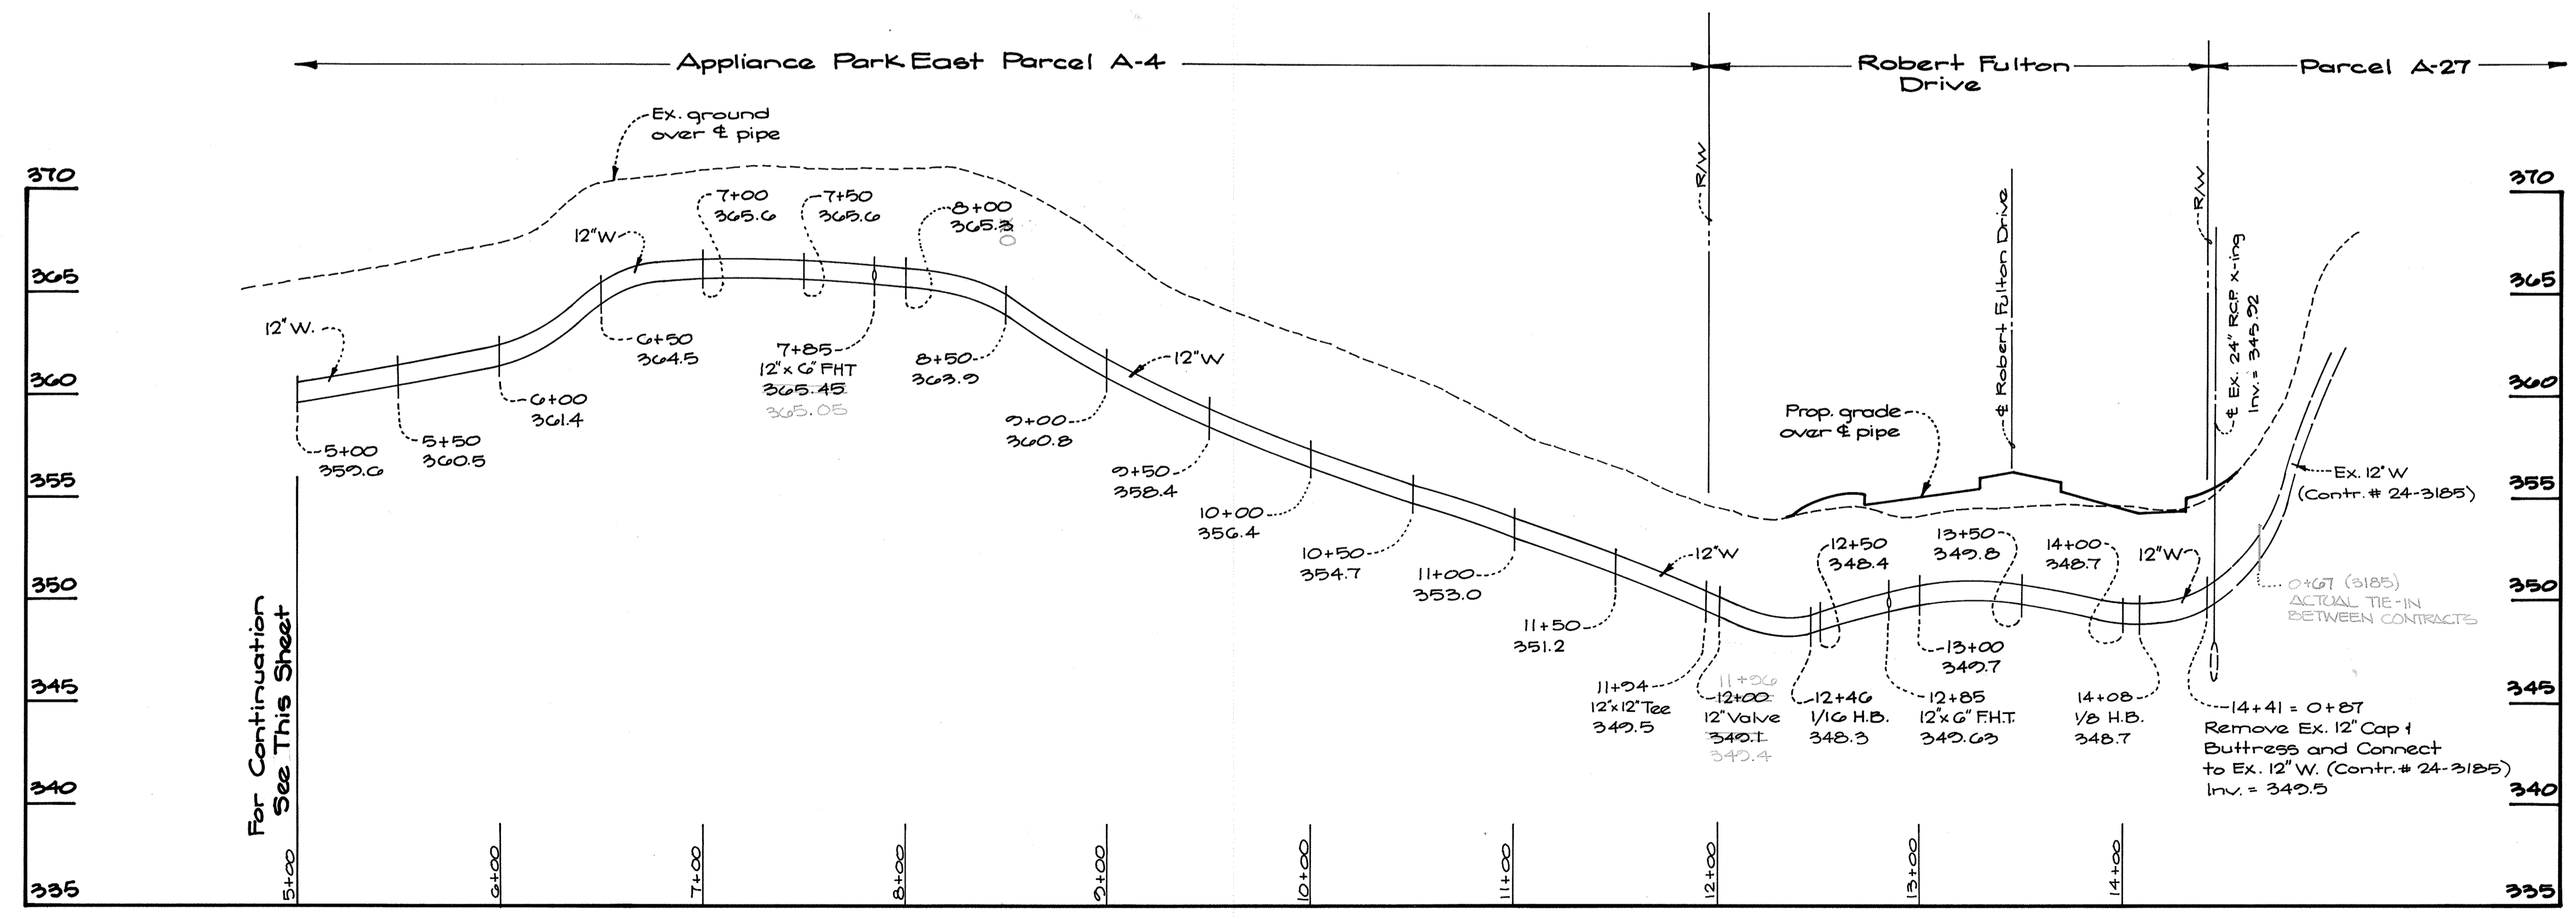 Appliance Park East Parcel A-4
Robert Fulton
Drive
Parcel A-27
Ex. ground
over ℄ pipe
R/W
R/W
370
365
360
355
350
345
340
335
370
365
360
355
350
345
340
335
12"W.
12"W
5+00
359.6
5+50
360.5
6+00
361.4
6+50
364.5
7+00
365.6
7+50
365.6
7+85
12"x6" FHT
365.45
365.05
8+00
365.3
0
8+50
363.9
12"W
9+00
360.8
9+50
358.4
10+00
356.4
10+50
354.7
11+00
353.0
11+50
351.2
12"W
11+94
12"x12" Tee
349.5
11+96
12+00
12" Valve
349.1
349.4
12+46
1/16 H.B.
348.3
12+50
348.4
12+85
12"x6" F.H.T.
349.63
13+00
349.7
13+50
349.8
14+00
348.7
12"W
14+08
1/8 H.B.
348.7
Prop. grade
over ℄ pipe
℄ Robert Fulton Drive
℄ Ex. 24" RCP. x-ing
Inv. = 345.92
Ex. 12"W
(Contr. # 24-3185)
0+67 (3185)
ACTUAL TIE-IN
BETWEEN CONTRACTS
14+41 = 0+87
Remove Ex. 12" Cap &
Buttress and Connect
to Ex. 12" W. (Contr. # 24-3185)
Inv. = 349.5
For Continuation
See This Sheet
5+00
6+00
7+00
8+00
9+00
10+00
11+00
12+00
13+00
14+00